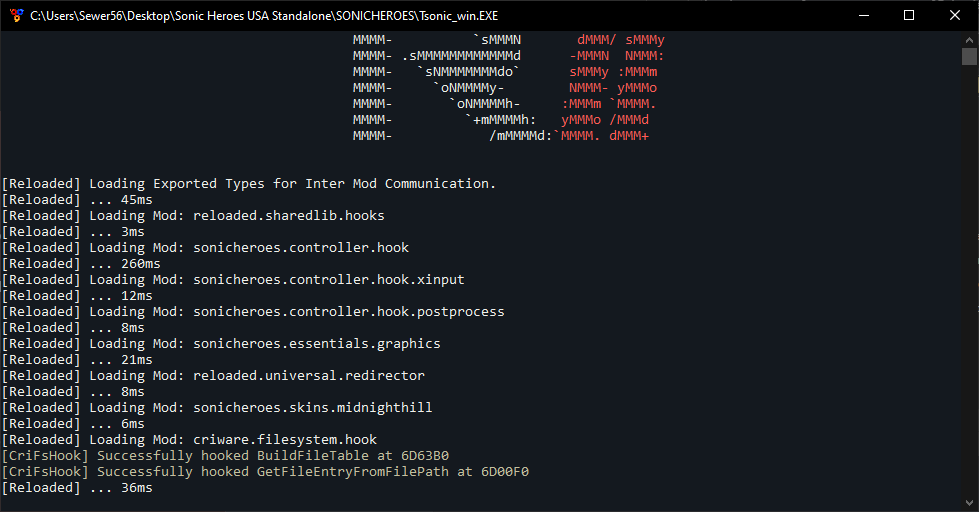 C:\Users\Sewer56\Desktop\Sonic Heroes USA Standalone\SONICHEROES\Tsonic_win.EXE
MMMM-          `sMMMN       dMMM/ sMMMy
MMMM- .sMMMMMMMMMMMMd      -MMMN  NMMM:
MMMM-   `sNMMMMMMMdo`      sMMMy :MMMm
MMMM-     `oNMMMMy-        NMMM- yMMMo
MMMM-       `oNMMMMh-     :MMMm `MMMM.
MMMM-         `+mMMMMh:   yMMMo /MMMd
MMMM-            /mMMMMd:`MMMM. dMMM+
[Reloaded] Loading Exported Types for Inter Mod Communication.
[Reloaded] ... 45ms
[Reloaded] Loading Mod: reloaded.sharedlib.hooks
[Reloaded] ... 3ms
[Reloaded] Loading Mod: sonicheroes.controller.hook
[Reloaded] ... 260ms
[Reloaded] Loading Mod: sonicheroes.controller.hook.xinput
[Reloaded] ... 12ms
[Reloaded] Loading Mod: sonicheroes.controller.hook.postprocess
[Reloaded] ... 8ms
[Reloaded] Loading Mod: sonicheroes.essentials.graphics
[Reloaded] ... 21ms
[Reloaded] Loading Mod: reloaded.universal.redirector
[Reloaded] ... 8ms
[Reloaded] Loading Mod: sonicheroes.skins.midnighthill
[Reloaded] ... 6ms
[Reloaded] Loading Mod: criware.filesystem.hook
[CriFsHook] Successfully hooked BuildFileTable at 6D63B0
[CriFsHook] Successfully hooked GetFileEntryFromFilePath at 6D00F0
[Reloaded] ... 36ms